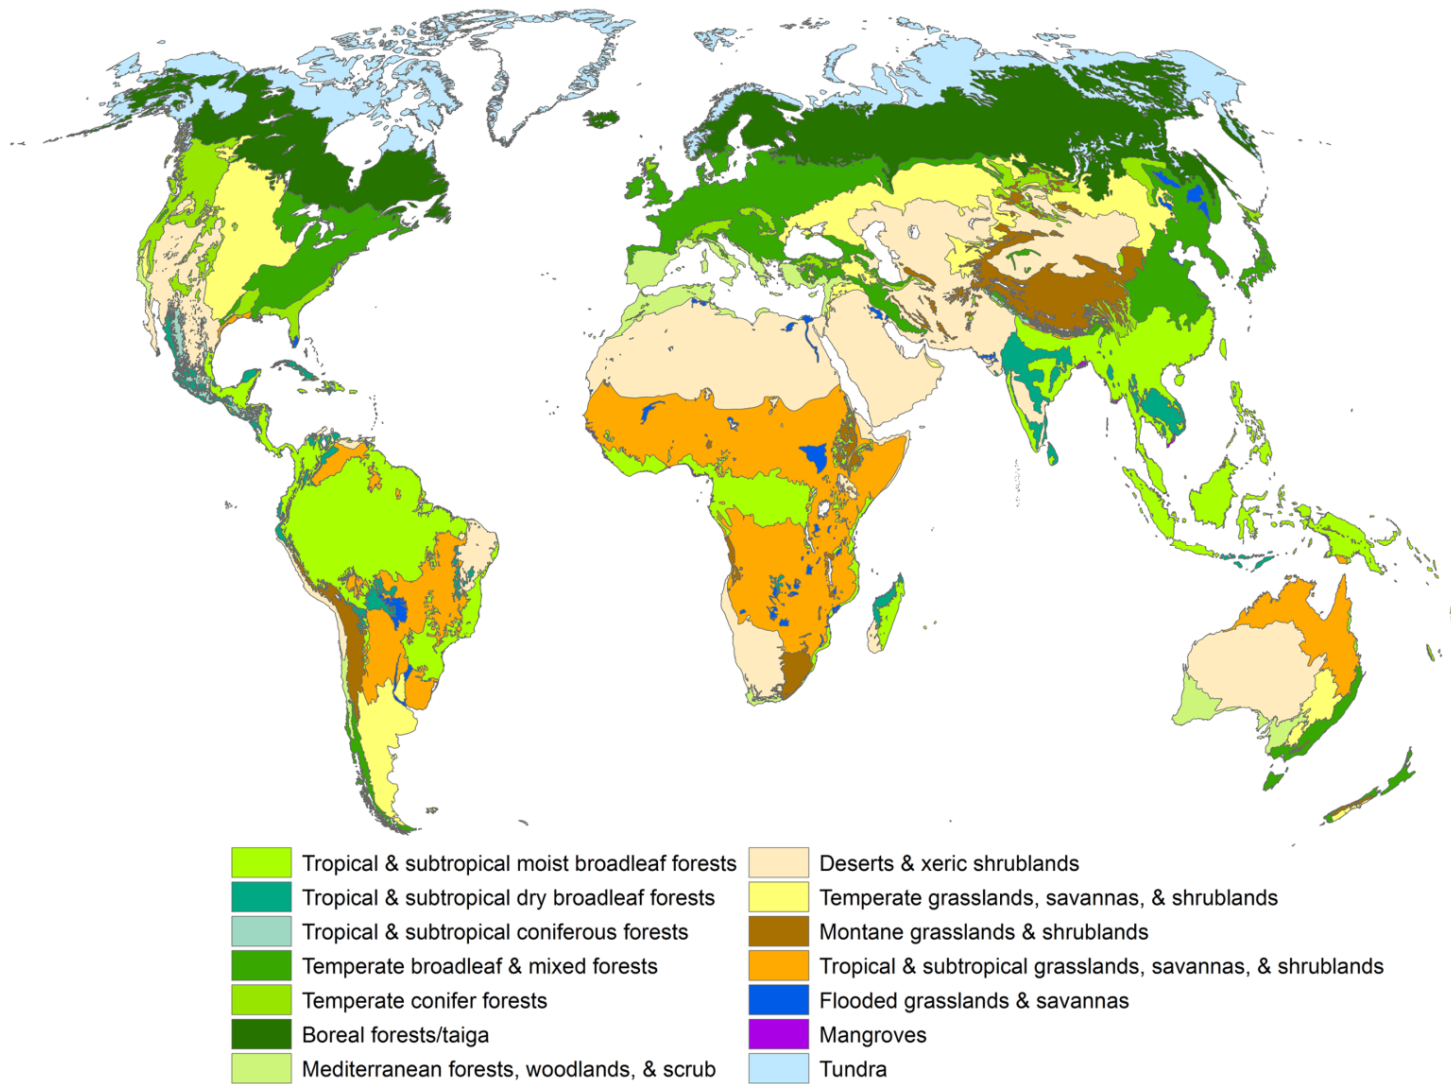 Tropical & subtropical moist broadleaf forests
Tropical & subtropical dry broadleaf forests
Tropical & subtropical coniferous forests
Temperate broadleaf & mixed forests
Temperate conifer forests
Boreal forests/taiga
Mediterranean forests, woodlands, & scrub
Deserts & xeric shrublands
Temperate grasslands, savannas, & shrublands
Montane grasslands & shrublands
Tropical & subtropical grasslands, savannas, & shrublands
Flooded grasslands & savannas
Mangroves
Tundra